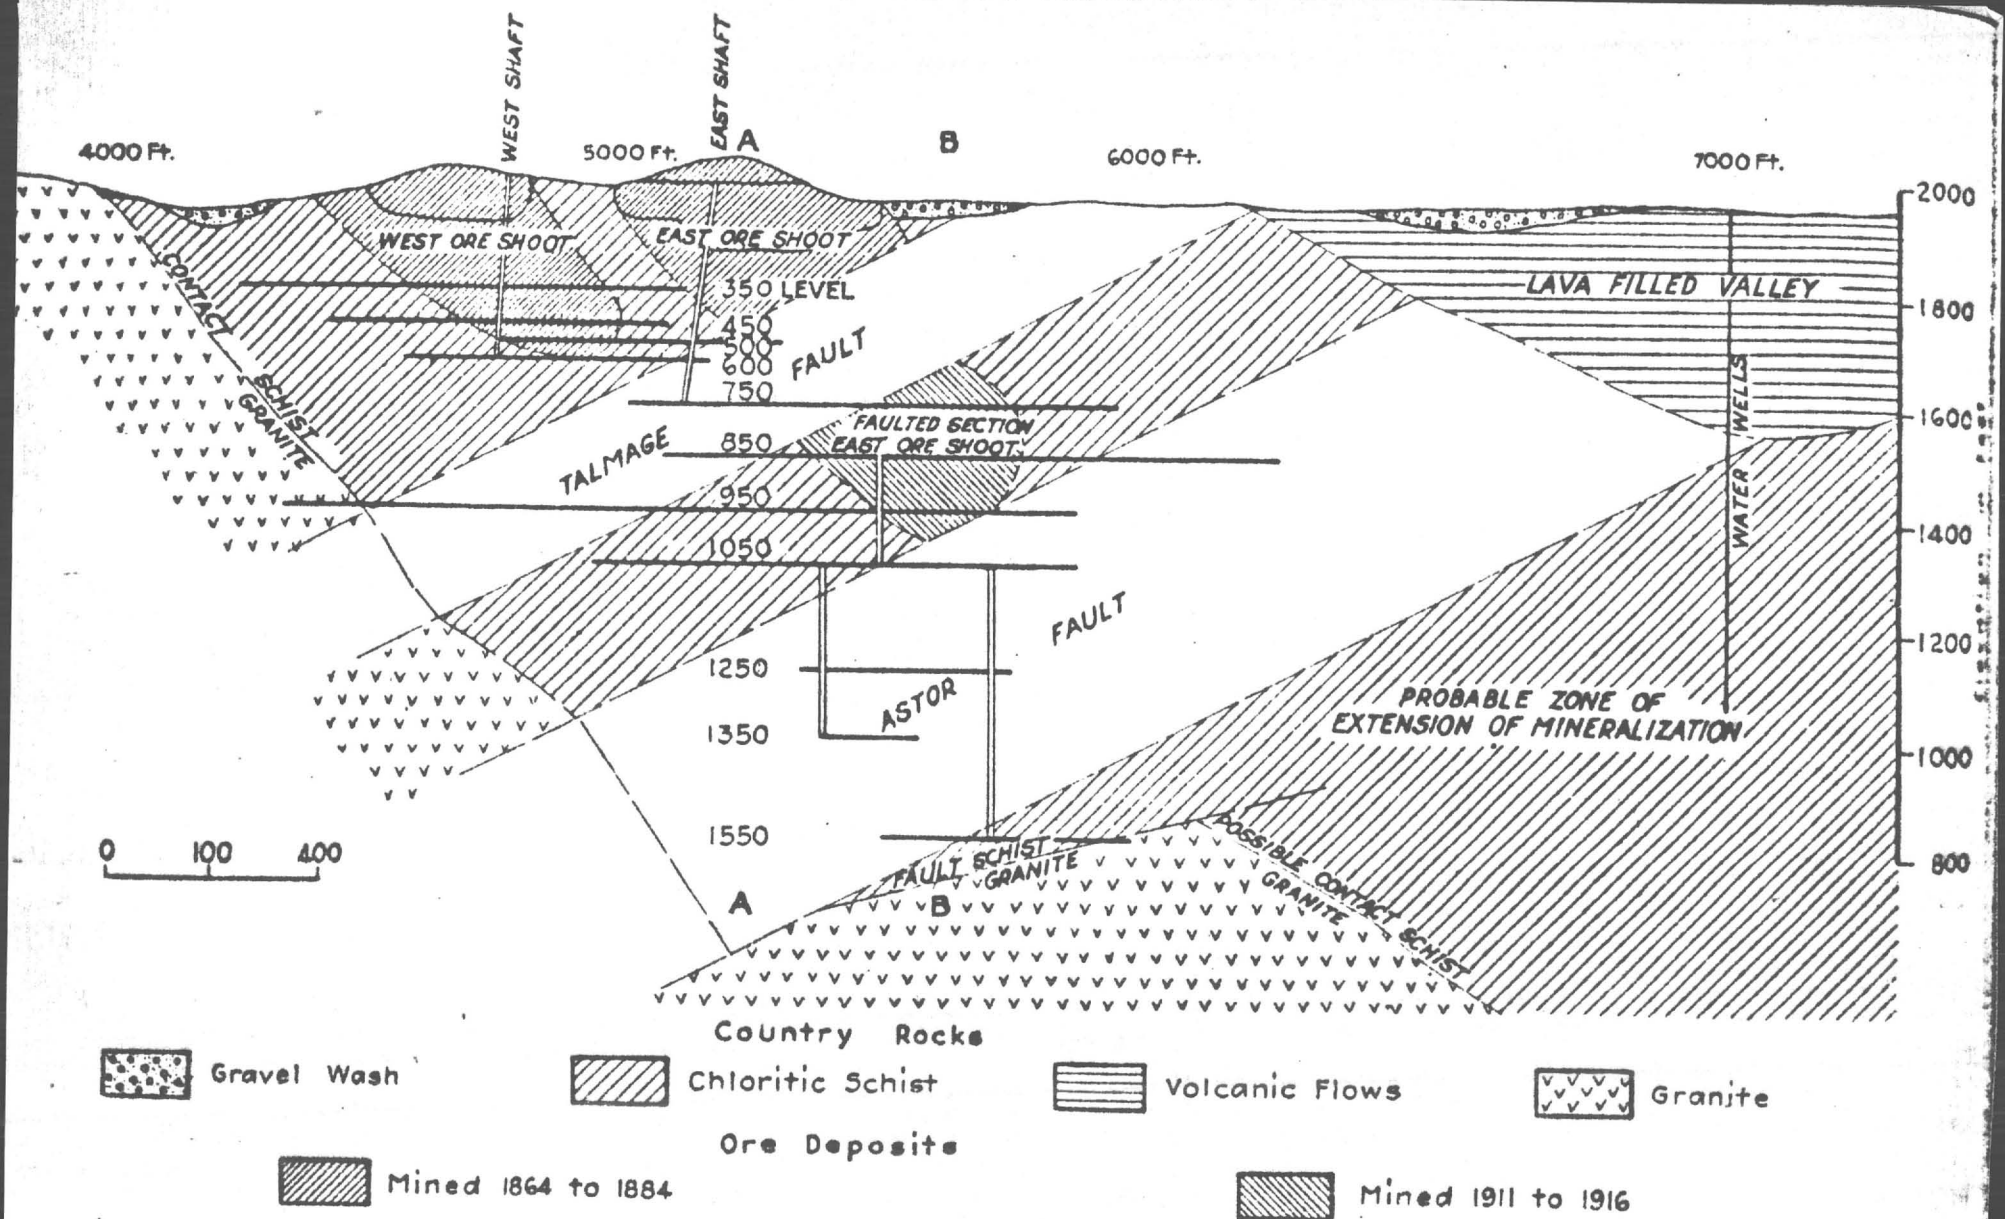 WEST SHAFT
EAST SHAFT
A
B
4000 Ft.
5000 Ft.
6000 Ft.
7000 Ft.
2000
WEST ORE SHOOT
EAST ORE SHOOT
CONTACT
350 LEVEL
LAVA FILLED VALLEY
1800
450
500
600
FAULT
750
SCHIST
GRANITE
WATER WELLS
1600
FAULTED SECTION
EAST ORE SHOOT
850
TALMAGE
950
1400
1050
FAULT
1200
1250
ASTOR
PROBABLE ZONE OF
EXTENSION OF MINERALIZATION
1350
1000
1550
0 100 400
800
FAULT SCHIST
GRANITE
POSSIBLE CONTACT SCHIST
GRANITE
A
B
Country Rocks
Gravel Wash
Chloritic Schist
Volcanic Flows
Granite
Ore Deposits
Mined 1864 to 1884
Mined 1911 to 1916